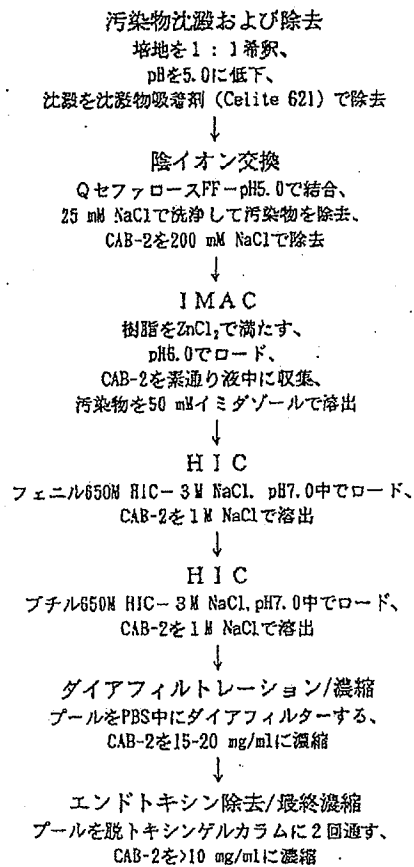 汚染物沈澱および除去
培地を1:1希釈、
pHを5.0に低下、
沈澱を沈澱物吸着剤(Celite 621)で除去
↓
陰イオン交換
QセファロースFF-pH5.0で結合、
25 mM NaClで洗浄して汚染物を除去、
CAB-2を200 mM NaClで除去
↓
IMAC
樹脂をZnCl₂で満たす、
pH6.0でロード、
CAB-2を素通り液中に収集、
汚染物を50 mMイミダゾールで溶出
↓
HIC
フェニル650M HIC-3M NaCl, pH7.0中でロード、
CAB-2を1M NaClで溶出
↓
HIC
ブチル650M HIC-3M NaCl, pH7.0中でロード、
CAB-2を1M NaClで溶出
↓
ダイアフィルトレーション/濃縮
プールをPBS中にダイアフィルターする、
CAB-2を15-20 mg/mlに濃縮
↓
エンドトキシン除去/最終濃縮
プールを脱トキシンゲルカラムに2回通す、
CAB-2を>10 mg/mlに濃縮